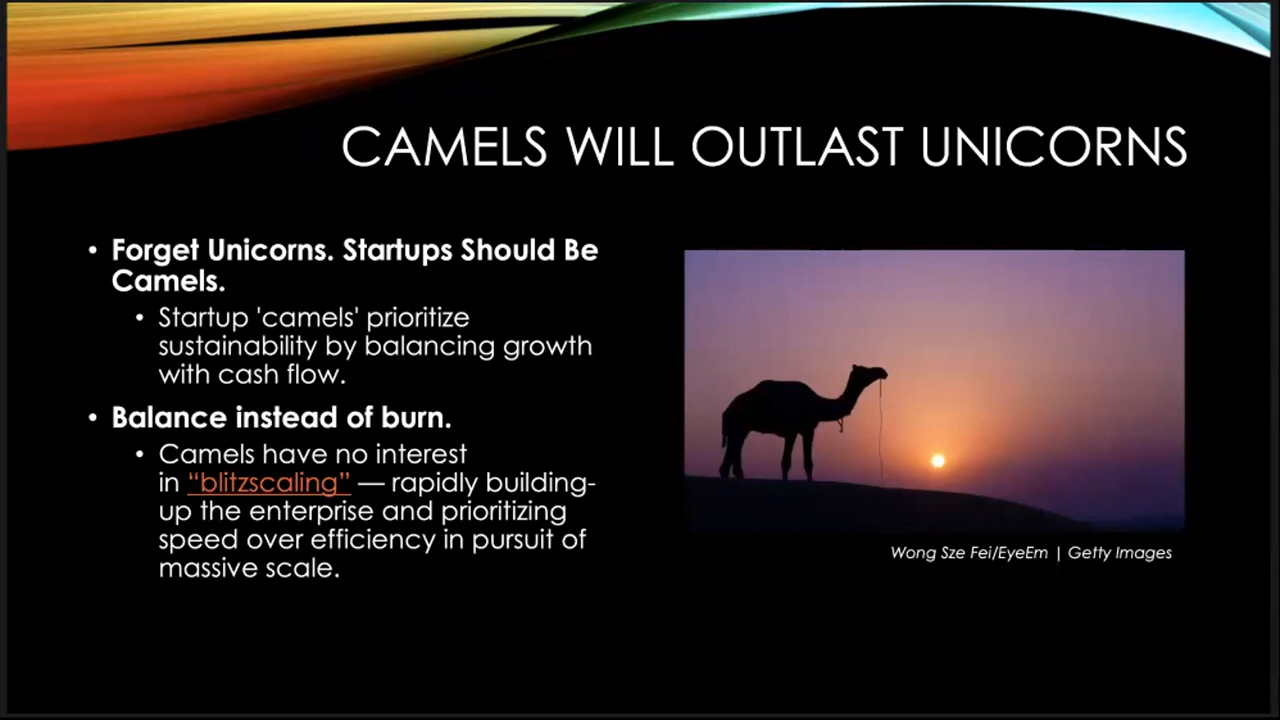 CAMELS WILL OUTLAST UNICORNS
• Forget Unicorns. Startups Should Be
Camels.
• Startup 'camels' prioritize
sustainability by balancing growth
with cash flow.
• Balance instead of burn.
• Camels have no interest
in “blitzscaling” — rapidly building-
up the enterprise and prioritizing
speed over efficiency in pursuit of
massive scale.
Wong Sze Fei/EyeEm | Getty Images